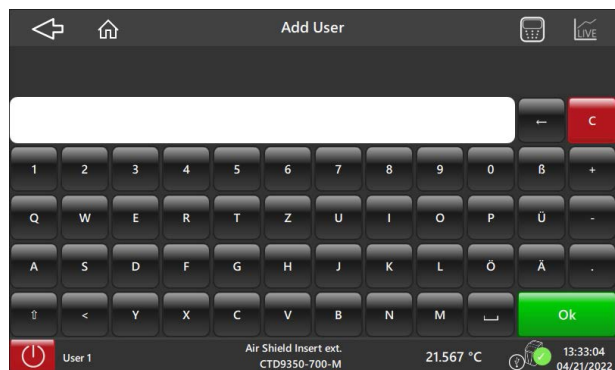 Add User
LIVE
← C
1 2 3 4 5 6 7 8 9 0 ß +
Q W E R T Z U I O P Ü -
A S D F G H J K L Ö Ä .
⇧ < Y X C V B N M Ok
User 1
Air Shield Insert ext.
CTD9350-700-M
21.567 °C
13:33:04
04/21/2022